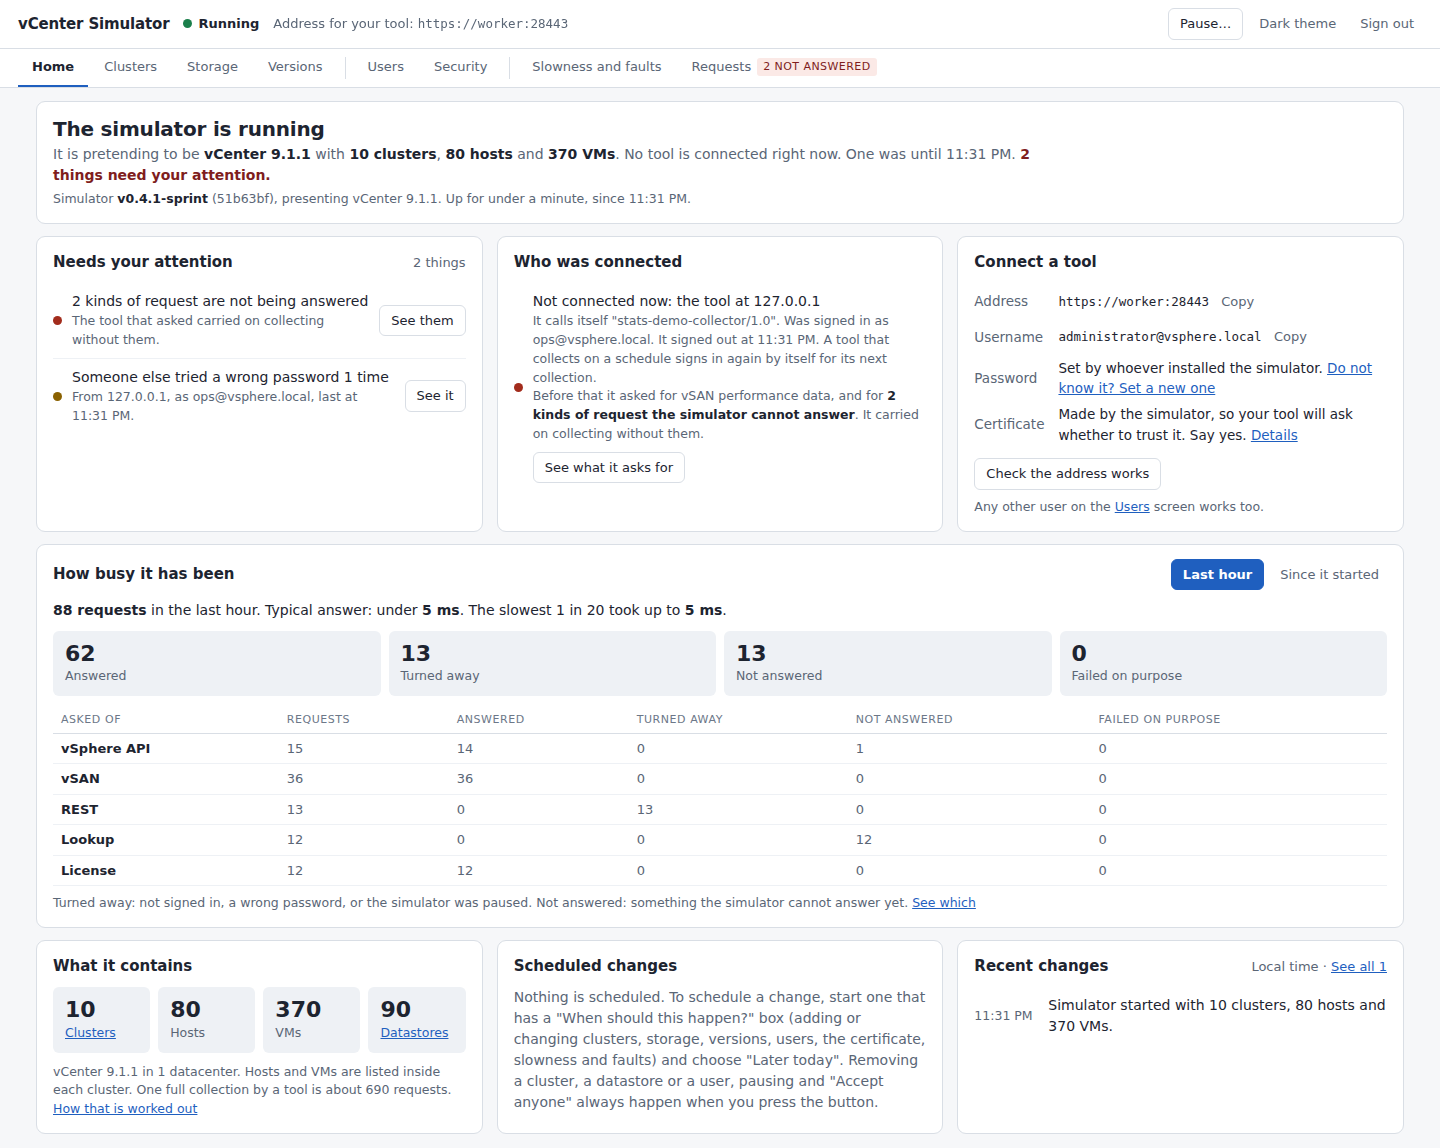 vCenter Simulator
Running
Address for your tool: https://worker:28443
Pause...
Dark theme
Sign out
Home
Clusters
Storage
Versions
Users
Security
Slowness and faults
Requests
2 NOT ANSWERED
The simulator is running
It is pretending to be vCenter 9.1.1 with 10 clusters, 80 hosts and 370 VMs. No tool is connected right now. One was until 11:31 PM. 2
things need your attention.
Simulator v0.4.1-sprint (51b63bf), presenting vCenter 9.1.1. Up for under a minute, since 11:31 PM.
Needs your attention
2 things
2 kinds of request are not being answered
The tool that asked carried on collecting
without them.
See them
Someone else tried a wrong password 1 time
From 127.0.0.1, as ops@vsphere.local, last at
11:31 PM.
See it
Who was connected
Not connected now: the tool at 127.0.0.1
It calls itself "stats-demo-collector/1.0". Was signed in as
ops@vsphere.local. It signed out at 11:31 PM. A tool that
collects on a schedule signs in again by itself for its next
collection.
Before that it asked for vSAN performance data, and for 2
kinds of request the simulator cannot answer. It carried
on collecting without them.
See what it asks for
Connect a tool
Address
https://worker:28443
Copy
Username
administrator@vsphere.local
Copy
Password
Set by whoever installed the simulator. Do not
know it? Set a new one
Certificate
Made by the simulator, so your tool will ask
whether to trust it. Say yes. Details
Check the address works
Any other user on the Users screen works too.
How busy it has been
Last hour
Since it started
88 requests in the last hour. Typical answer: under 5 ms. The slowest 1 in 20 took up to 5 ms.
62
Answered
13
Turned away
13
Not answered
0
Failed on purpose
ASKED OF REQUESTS ANSWERED TURNED AWAY NOT ANSWERED FAILED ON PURPOSE
vSphere API 15 14 0 1 0
vSAN 36 36 0 0 0
REST 13 0 13 0 0
Lookup 12 0 0 12 0
License 12 12 0 0 0
Turned away: not signed in, a wrong password, or the simulator was paused. Not answered: something the simulator cannot answer yet. See which
What it contains
10
Clusters
80
Hosts
370
VMs
90
Datastores
vCenter 9.1.1 in 1 datacenter. Hosts and VMs are listed inside
each cluster. One full collection by a tool is about 690 requests.
How that is worked out
Scheduled changes
Nothing is scheduled. To schedule a change, start one that
has a "When should this happen?" box (adding or
changing clusters, storage, versions, users, the certificate,
slowness and faults) and choose "Later today". Removing
a cluster, a datastore or a user, pausing and "Accept
anyone" always happen when you press the button.
Recent changes
Local time · See all 1
11:31 PM
Simulator started with 10 clusters, 80 hosts and
370 VMs.